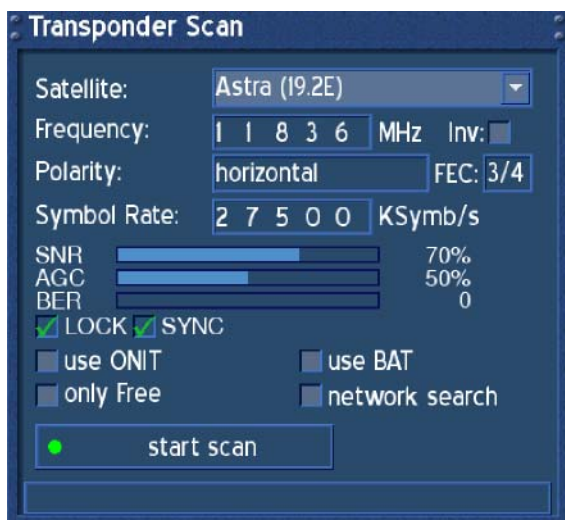 Transponder Scan
Satellite: Astra (19.2E)
Frequency: 1 1 8 3 6 MHz Inv:
Polarity: horizontal FEC: 3/4
Symbol Rate: 2 7 5 0 0 KSymb/s
SNR 70%
AGC 50%
BER 0
LOCK SYNC
use ONIT use BAT
only Free network search
start scan